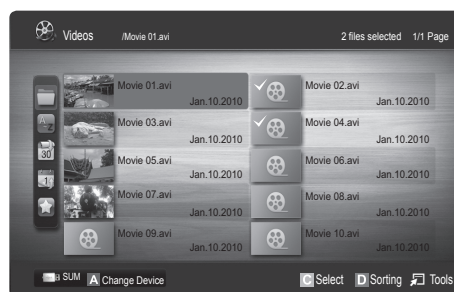 Videos /Movie 01.avi 2 files selected 1/1 Page
Movie 01.avi Movie 02.avi
Jan.10.2010 Jan.10.2010
Movie 03.avi Movie 04.avi
Jan.10.2010 Jan.10.2010
Movie 05.avi Movie 06.avi
Jan.10.2010 Jan.10.2010
Movie 07.avi Movie 08.avi
Jan.10.2010 Jan.10.2010
Movie 09.avi Movie 10.avi
Jan.10.2010 Jan.10.2010
A
Z
30
1
SUM A Change Device C Select D Sorting Tools